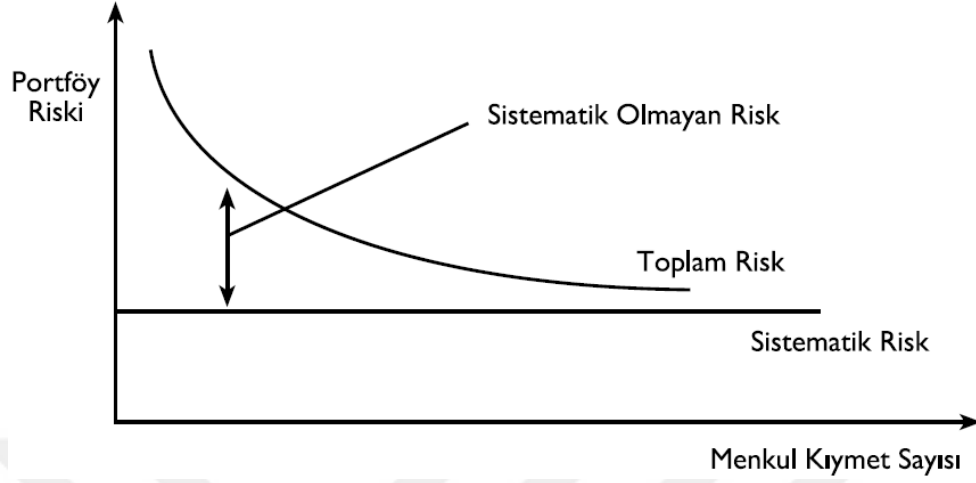 Portföy
Riski
Sistematik Olmayan Risk
Toplam Risk
Sistematik Risk
Menkul Kıymet Sayısı